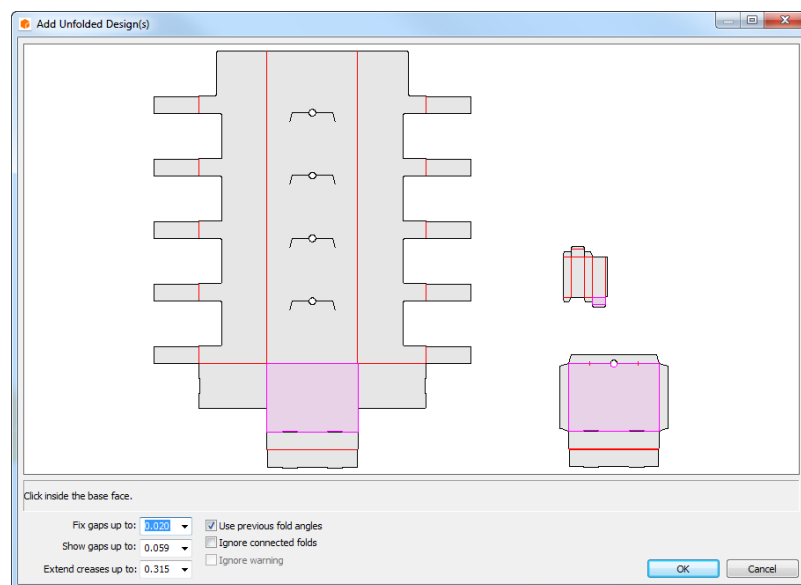 Add Unfolded Design(s)
Click inside the base face.
Fix gaps up to: 0.020
Use previous fold angles
Show gaps up to: 0.059
Ignore connected folds
Extend creases up to: 0.315
Ignore warning
OK
Cancel